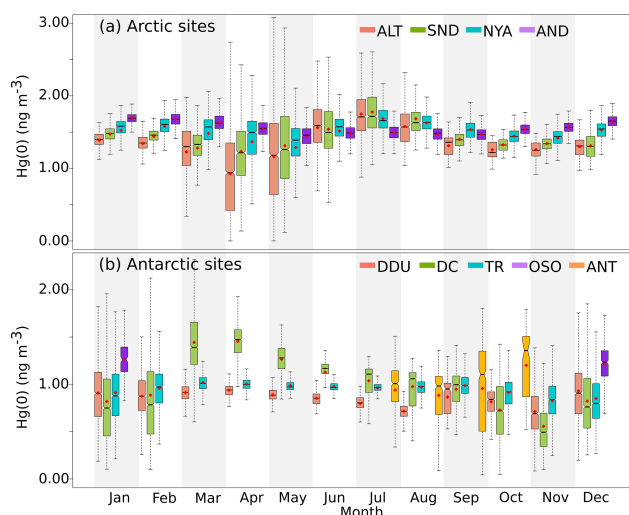 (a) Arctic sites
ALT SND NYA AND
Hg(0) (ng m⁻³)
3.00
2.00
1.00
0.00
(b) Antarctic sites
DDU DC TR OSO ANT
Hg(0) (ng m⁻³)
2.00
1.00
0.00
Jan Feb Mar Apr May Jun Jul Aug Sep Oct Nov Dec
Month